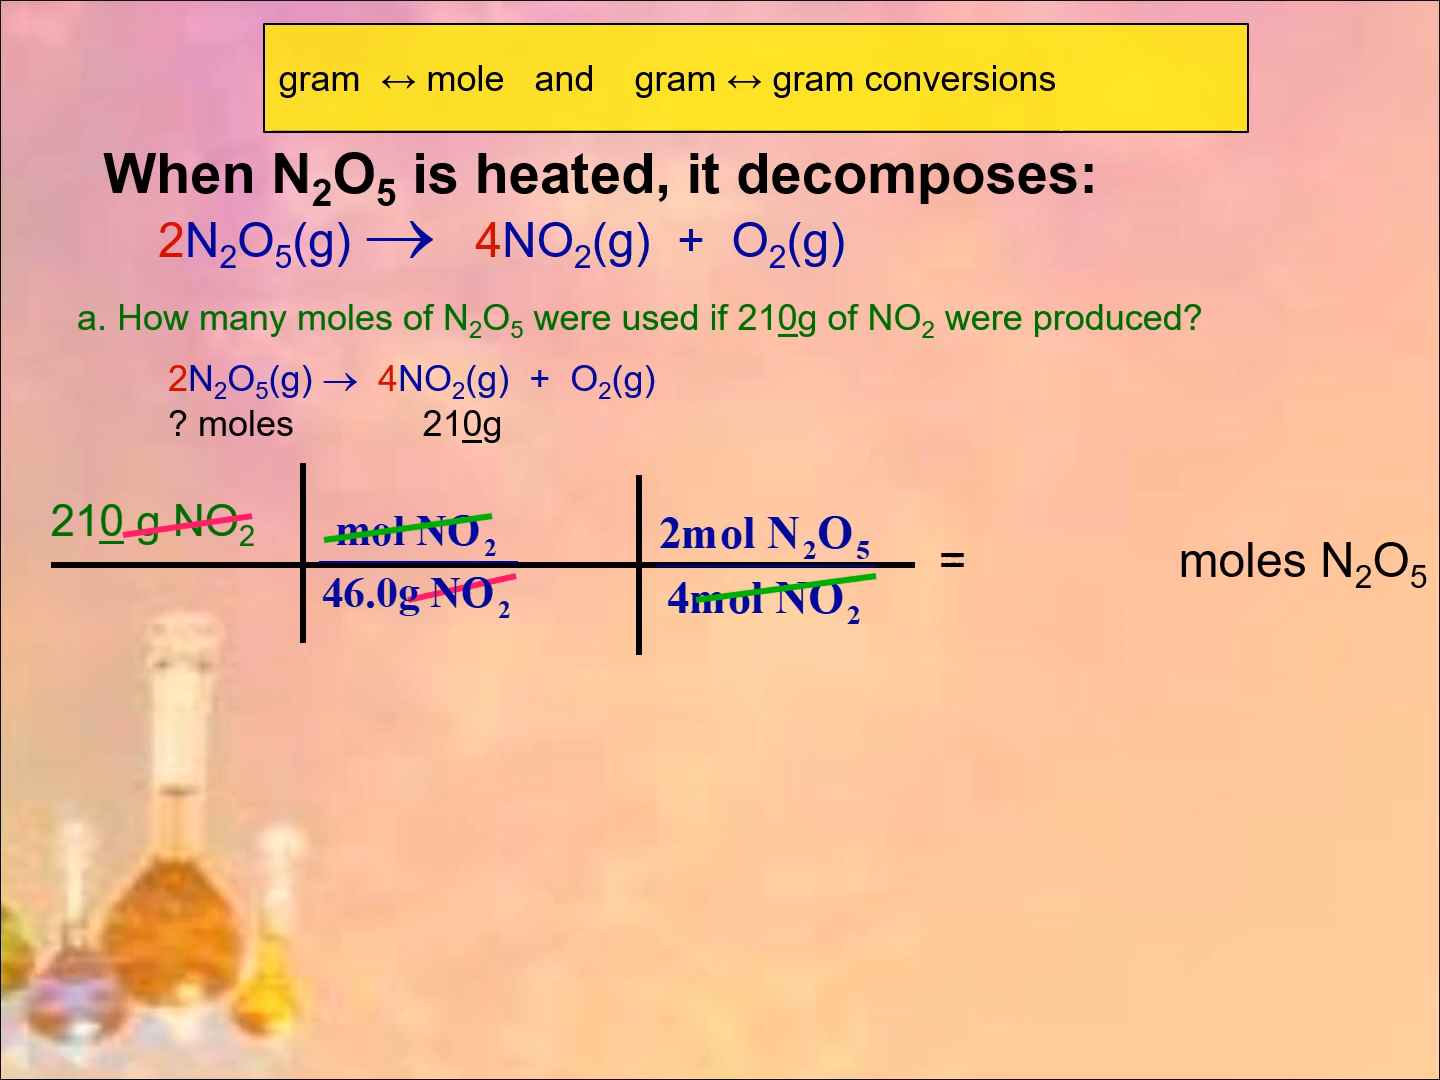 gram ↔ mole and gram ↔ gram conversions
When N₂O₅ is heated, it decomposes:
2N₂O₅(g) → 4NO₂(g) + O₂(g)
a. How many moles of N₂O₅ were used if 210̲g of NO₂ were produced?
2N₂O₅(g) → 4NO₂(g) + O₂(g)
? moles 210̲g
210̲ g NO₂ mol NO₂ 2mol N₂O₅
= moles N₂O₅
46.0g NO₂ 4mol NO₂